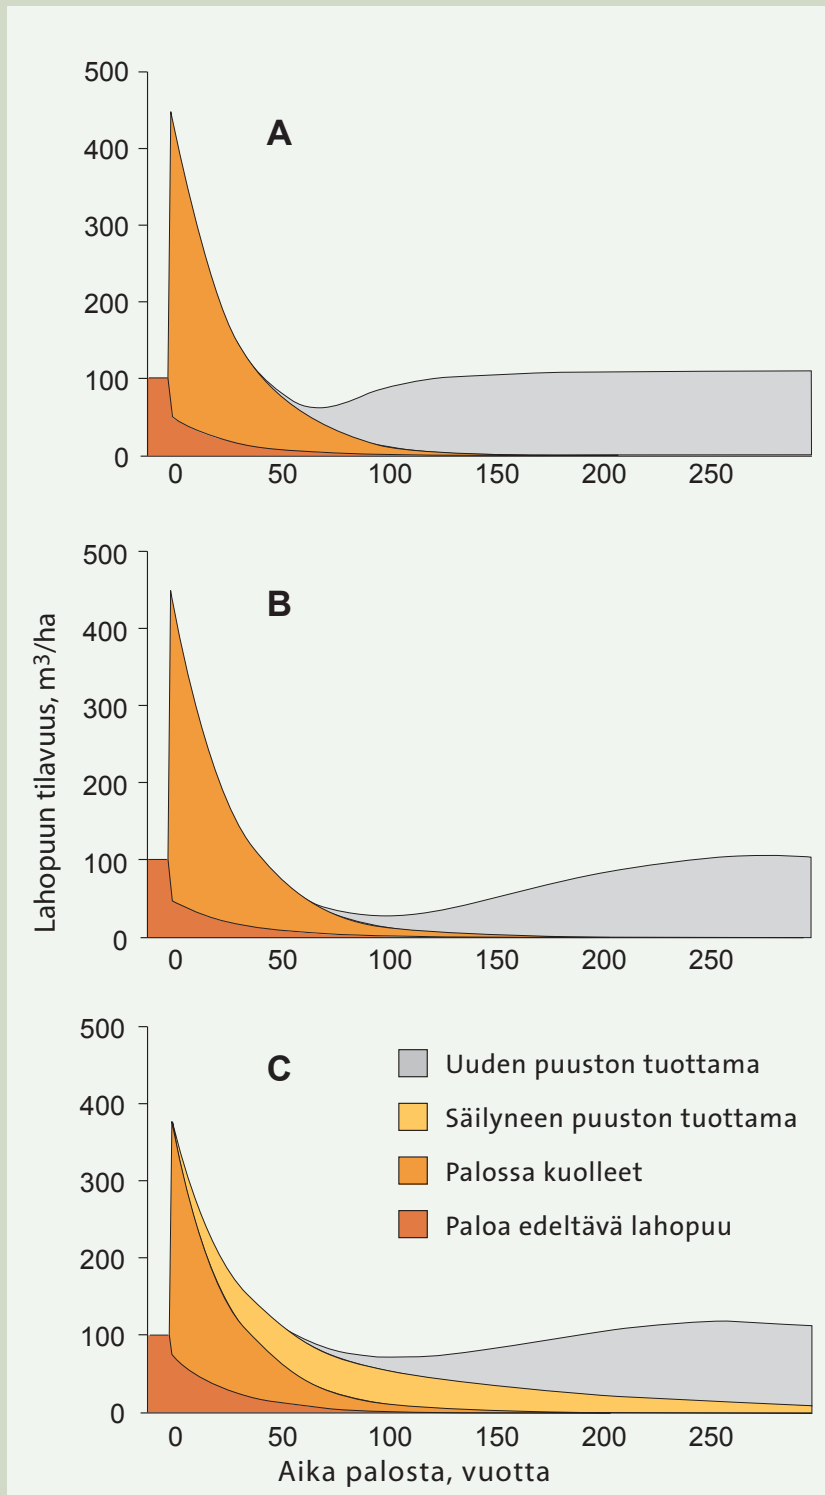 500
400
300
200
100
0
A
0 50 100 150 200 250
500
400
300
200
100
0
B
Lahopuun tilavuus, m³/ha
0 50 100 150 200 250
500
400
300
200
100
0
C
Uuden puuston tuottama
Säilyneen puuston tuottama
Palossa kuolleet
Paloa edeltävä lahopuu
0 50 100 150 200 250
Aika palosta, vuotta